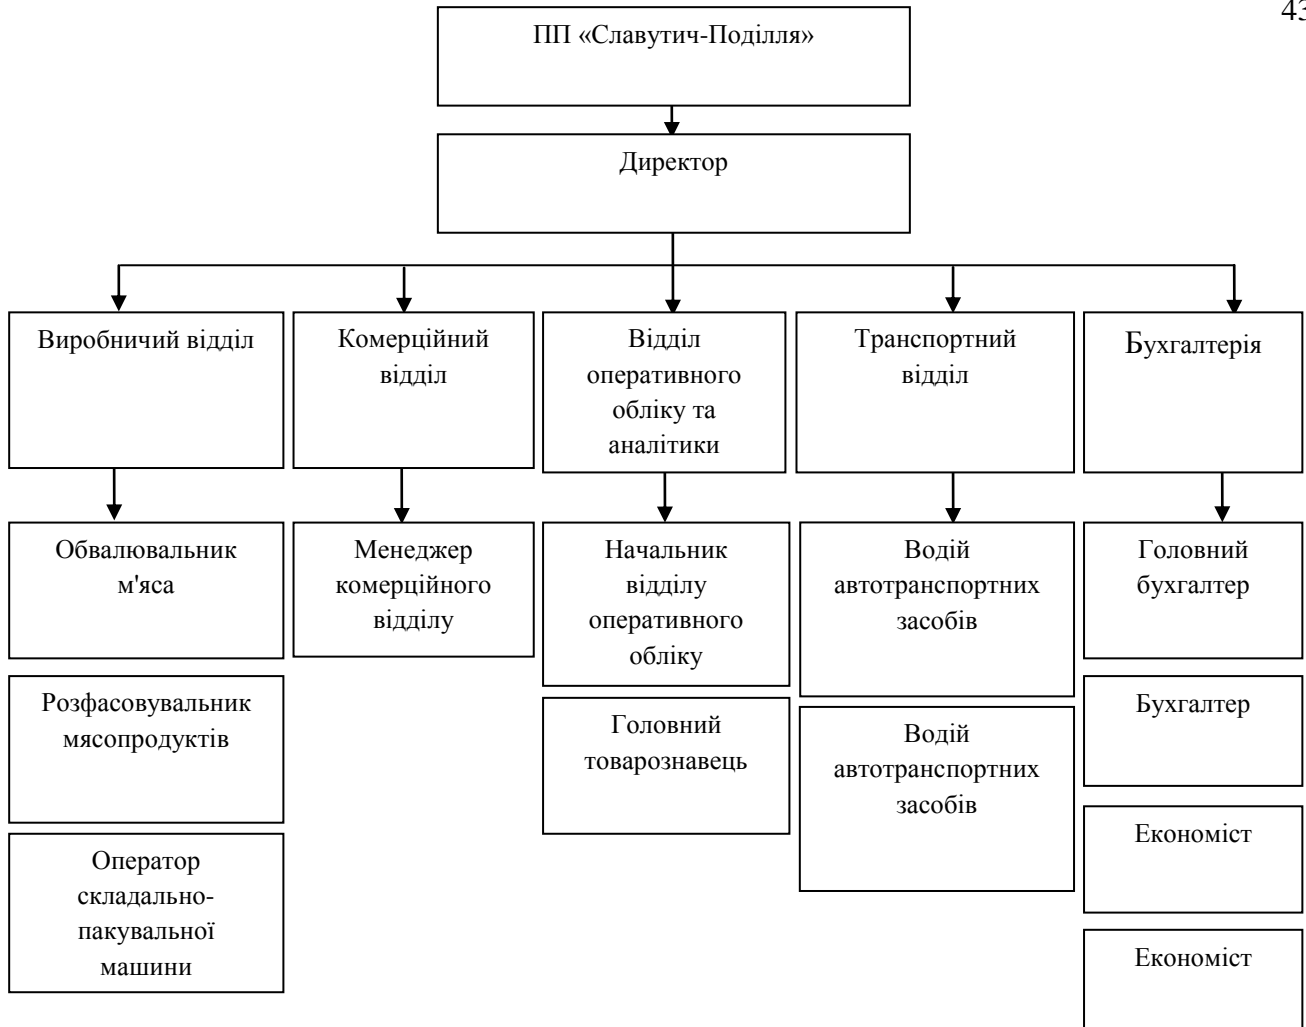 43
ПП «Славутич-Поділля»
Директор
Виробничий відділ
Комерційний
відділ
Відділ
оперативного
обліку та
аналітики
Транспортний
відділ
Бухгалтерія
Обвалювальник
м'яса
Розфасовувальник
мясопродуктів
Оператор
складально-
пакувальної
машини
Менеджер
комерційного
відділу
Начальник
відділу
оперативного
обліку
Головний
товарознавець
Водій
автотранспортних
засобів
Водій
автотранспортних
засобів
Головний
бухгалтер
Бухгалтер
Економіст
Економіст